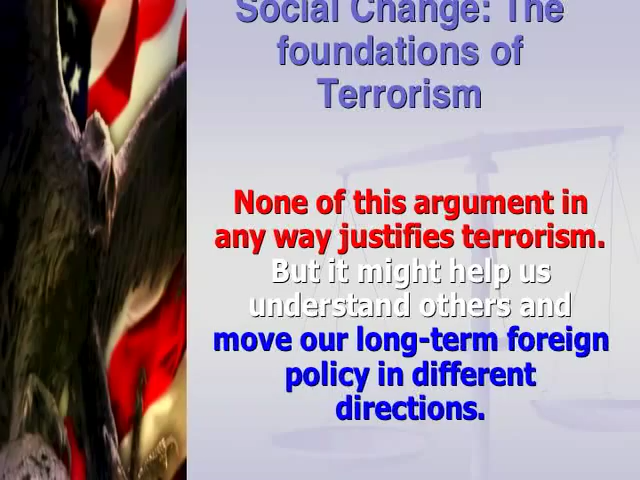 Social Change: The
foundations of
Terrorism
None of this argument in
any way justifies terrorism.
But it might help us
understand others and
move our long-term foreign
policy in different
directions.